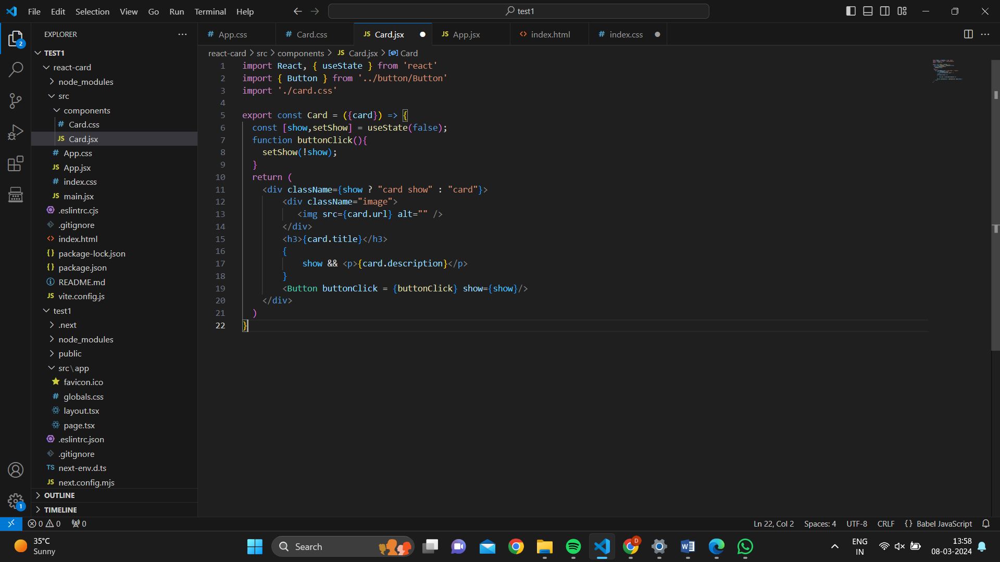 File Edit Selection View Go Run Terminal Help
test1
EXPLORER
App.css
Card.css
Card.jsx
App.jsx
index.html
index.css
2
TEST1
react-card
node_modules
src
components
Card.css
Card.jsx
App.css
App.jsx
index.css
main.jsx
.eslintrc.cjs
.gitignore
index.html
package-lock.json
package.json
README.md
vite.config.js
test1
.next
node_modules
public
src\app
favicon.ico
globals.css
layout.tsx
page.tsx
.eslintrc.json
.gitignore
next-env.d.ts
next.config.mjs
OUTLINE
TIMELINE
1
react-card > src > components > JS Card.jsx > Card
1 import React, { useState } from 'react'
2 import { Button } from '../button/Button'
3 import './card.css'
4
5 export const Card = ({card}) => {
6 const [show,setShow] = useState(false);
7 function buttonClick(){
8 setShow(!show);
9 }
10 return (
11 <div className={show ? "card show" : "card"}>
12 <div className="image">
13 <img src={card.url} alt="" />
14 </div>
15 <h3>{card.title}</h3>
16 {
17 show && <p>{card.description}</p>
18 }
19 <Button buttonClick = {buttonClick} show={show}/>
20 </div>
21 )
22 }
0 0 0
Ln 22, Col 2 Spaces: 4 UTF-8 CRLF {} Babel JavaScript
35°C
Sunny
Search
D
ENG
IN
13:58
08-03-2024